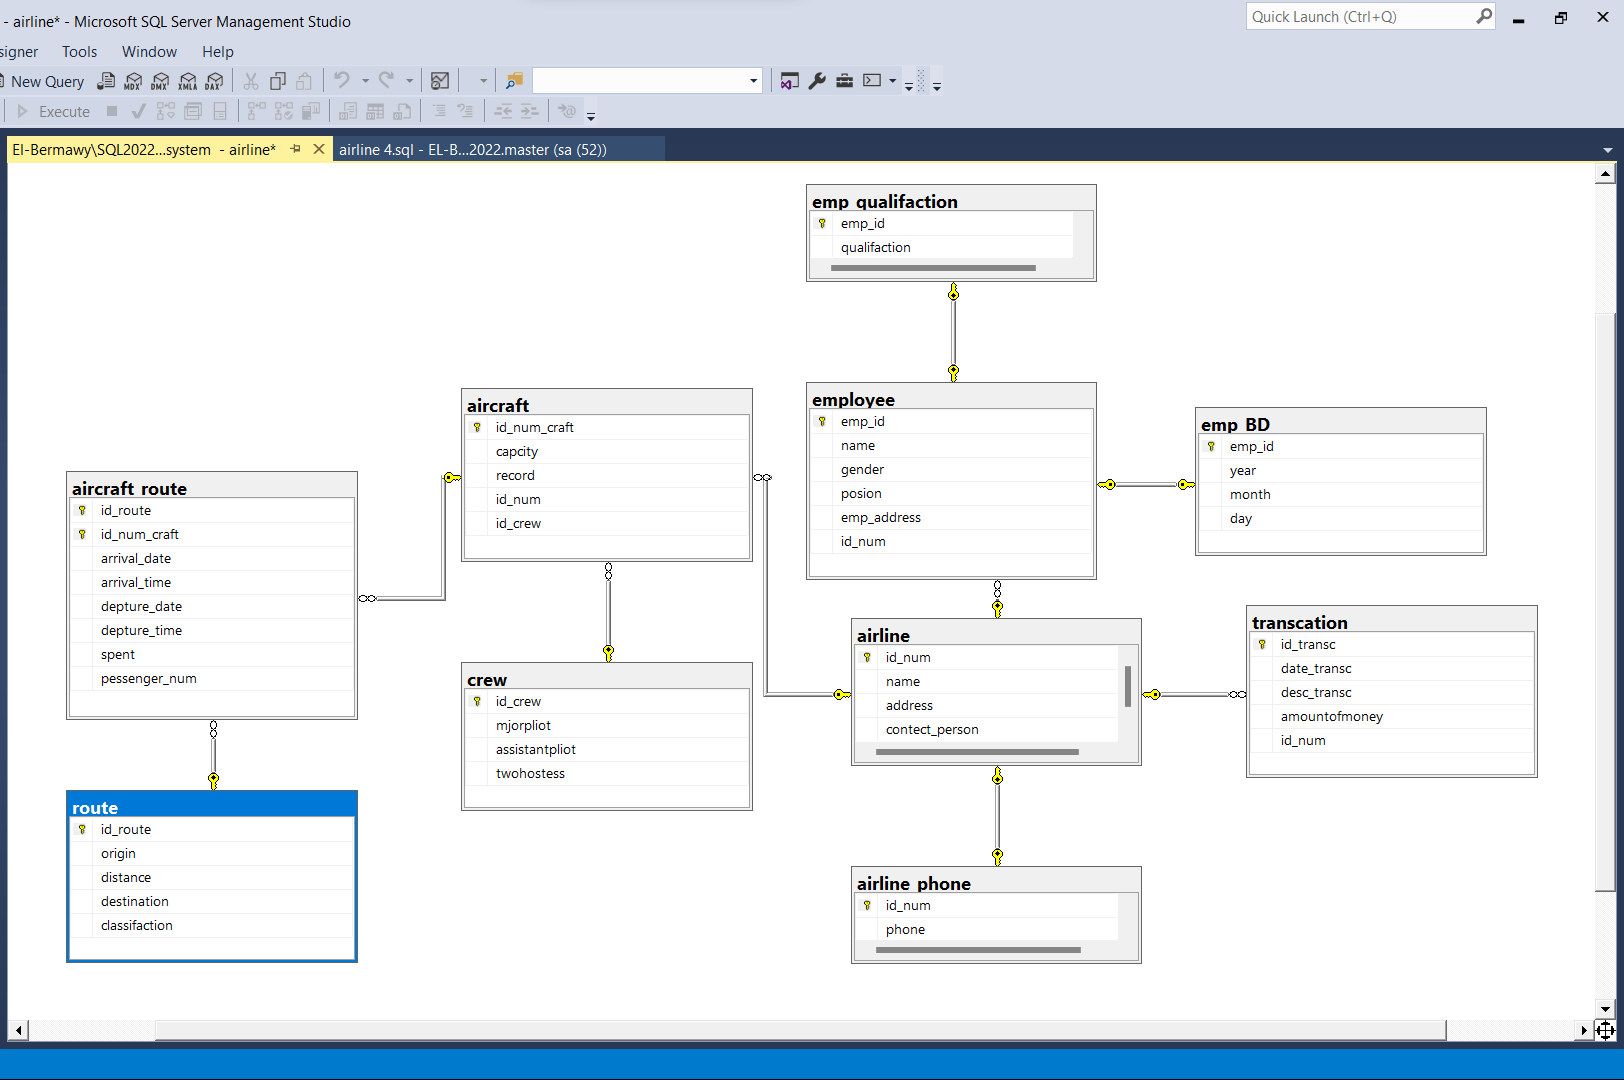 - airline* - Microsoft SQL Server Management Studio
Quick Launch (Ctrl+Q)
signer Tools Window Help
New Query MDX DMX XMLA DAX
Execute
El-Bermawy\SQL2022...system - airline*
airline 4.sql - EL-B...2022.master (sa (52))
emp_qualifaction
emp_id
qualifaction
aircraft
id_num_craft
capcity
record
id_num
id_crew
employee
emp_id
name
gender
posion
emp_address
id_num
emp_BD
emp_id
year
month
day
aircraft_route
id_route
id_num_craft
arrival_date
arrival_time
depture_date
depture_time
spent
pessenger_num
crew
id_crew
mjorpliot
assistantpliot
twohostess
airline
id_num
name
address
contect_person
transcation
id_transc
date_transc
desc_transc
amountofmoney
id_num
route
id_route
origin
distance
destination
classifaction
airline_phone
id_num
phone